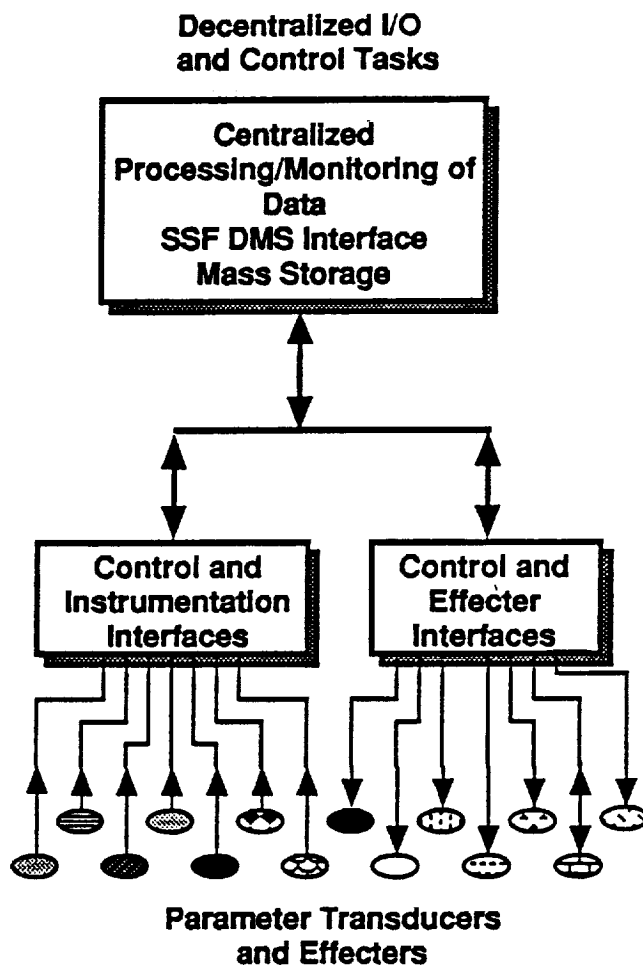 Decentralized I/O
and Control Tasks
Centralized
Processing/Monitoring of
Data
SSF DMS Interface
Mass Storage
Control and
Instrumentation
Interfaces
Control and
Effecter
Interfaces
Parameter Transducers
and Effecters